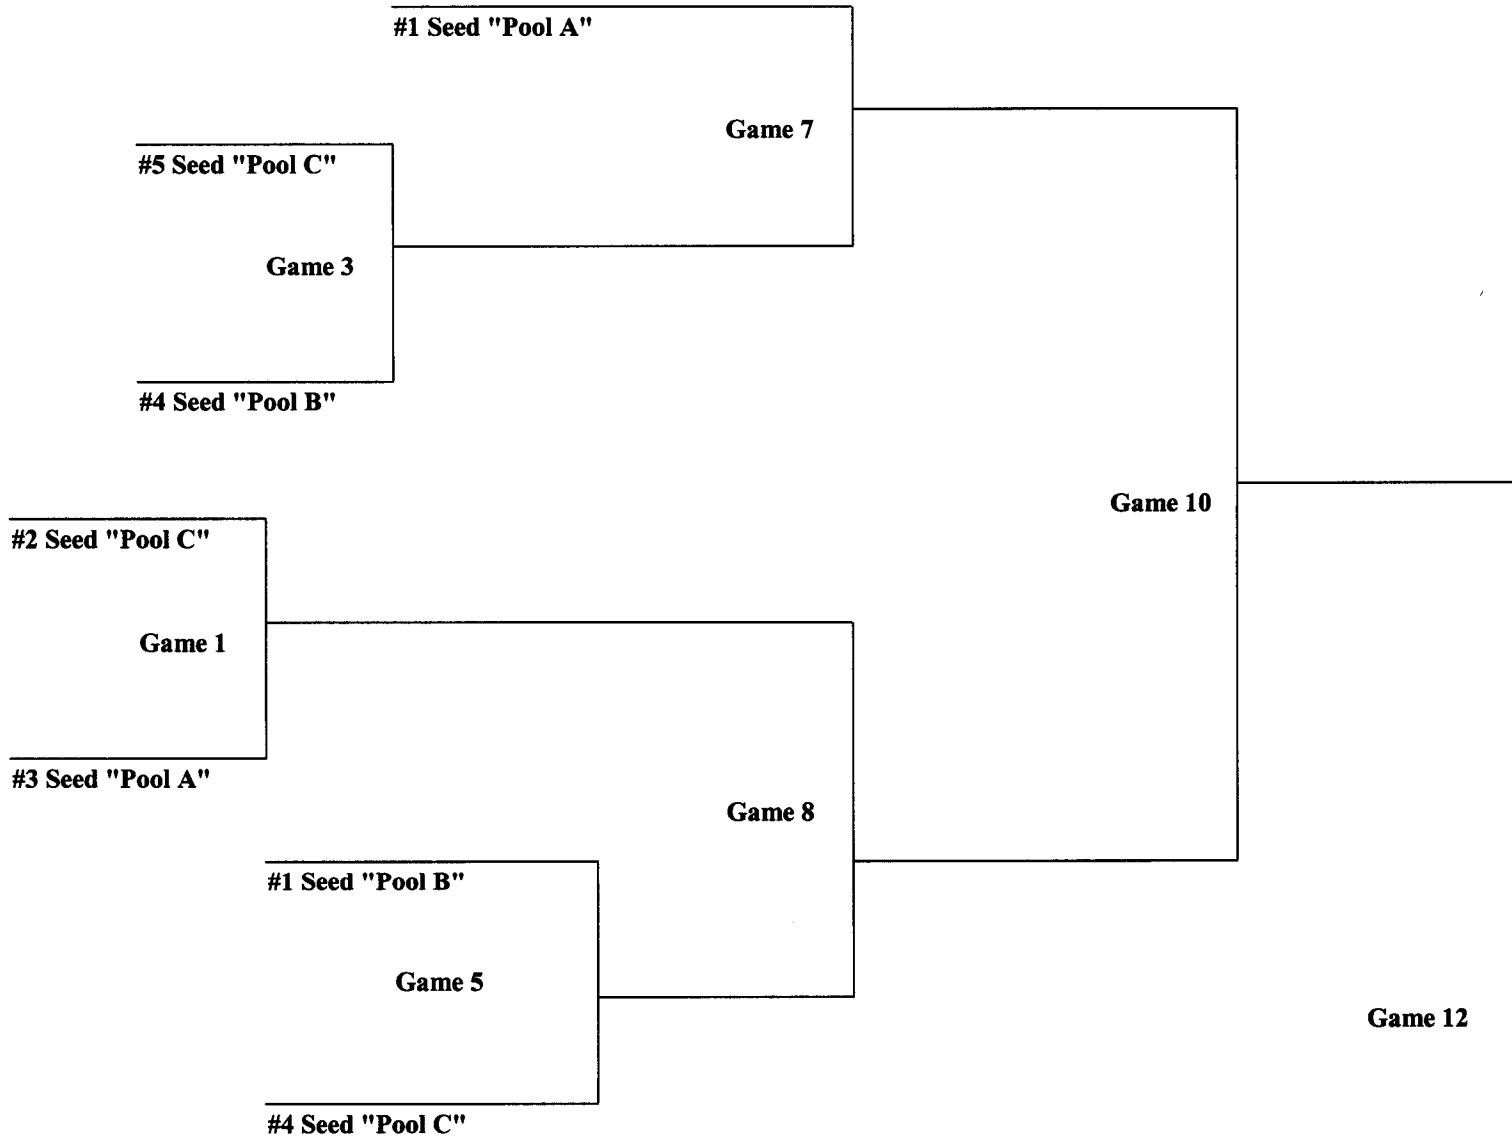 #1 Seed "Pool A"
Game 7
#5 Seed "Pool C"
Game 3
#4 Seed "Pool B"
Game 10
#2 Seed "Pool C"
Game 1
#3 Seed "Pool A"
Game 8
#1 Seed "Pool B"
Game 5
Game 12
#4 Seed "Pool C"